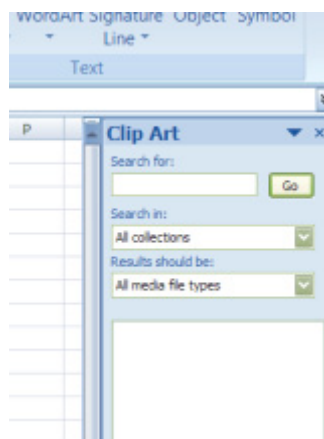 WordArt Signature Object Symbol
Line
Text
P
Clip Art
Search for:
Go
Search in:
All collections
Results should be:
All media file types